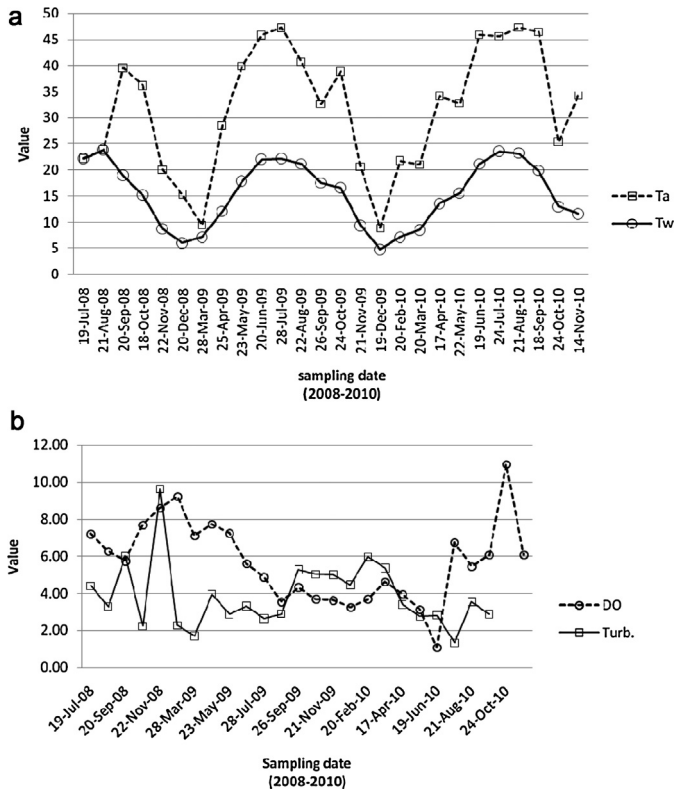 a
50
45
40
35
30
25
20
15
10
5
0
Value
19-Jul-08
21-Aug-08
20-Sep-08
18-Oct-08
22-Nov-08
20-Dec-08
28-Mar-09
25-Apr-09
23-May-09
20-Jun-09
28-Jul-09
22-Aug-09
26-Sep-09
24-Oct-09
21-Nov-09
19-Dec-09
20-Feb-10
20-Mar-10
17-Apr-10
22-May-10
19-Jun-10
24-Jul-10
21-Aug-10
18-Sep-10
24-Oct-10
14-Nov-10
sampling date
(2008-2010)
Ta
Tw
b
12.00
10.00
8.00
6.00
4.00
2.00
0.00
Value
19-Jul-08
20-Sep-08
22-Nov-08
28-Mar-09
23-May-09
28-Jul-09
26-Sep-09
21-Nov-09
20-Feb-10
17-Apr-10
19-Jun-10
21-Aug-10
24-Oct-10
Sampling date
(2008-2010)
DO
Turb.